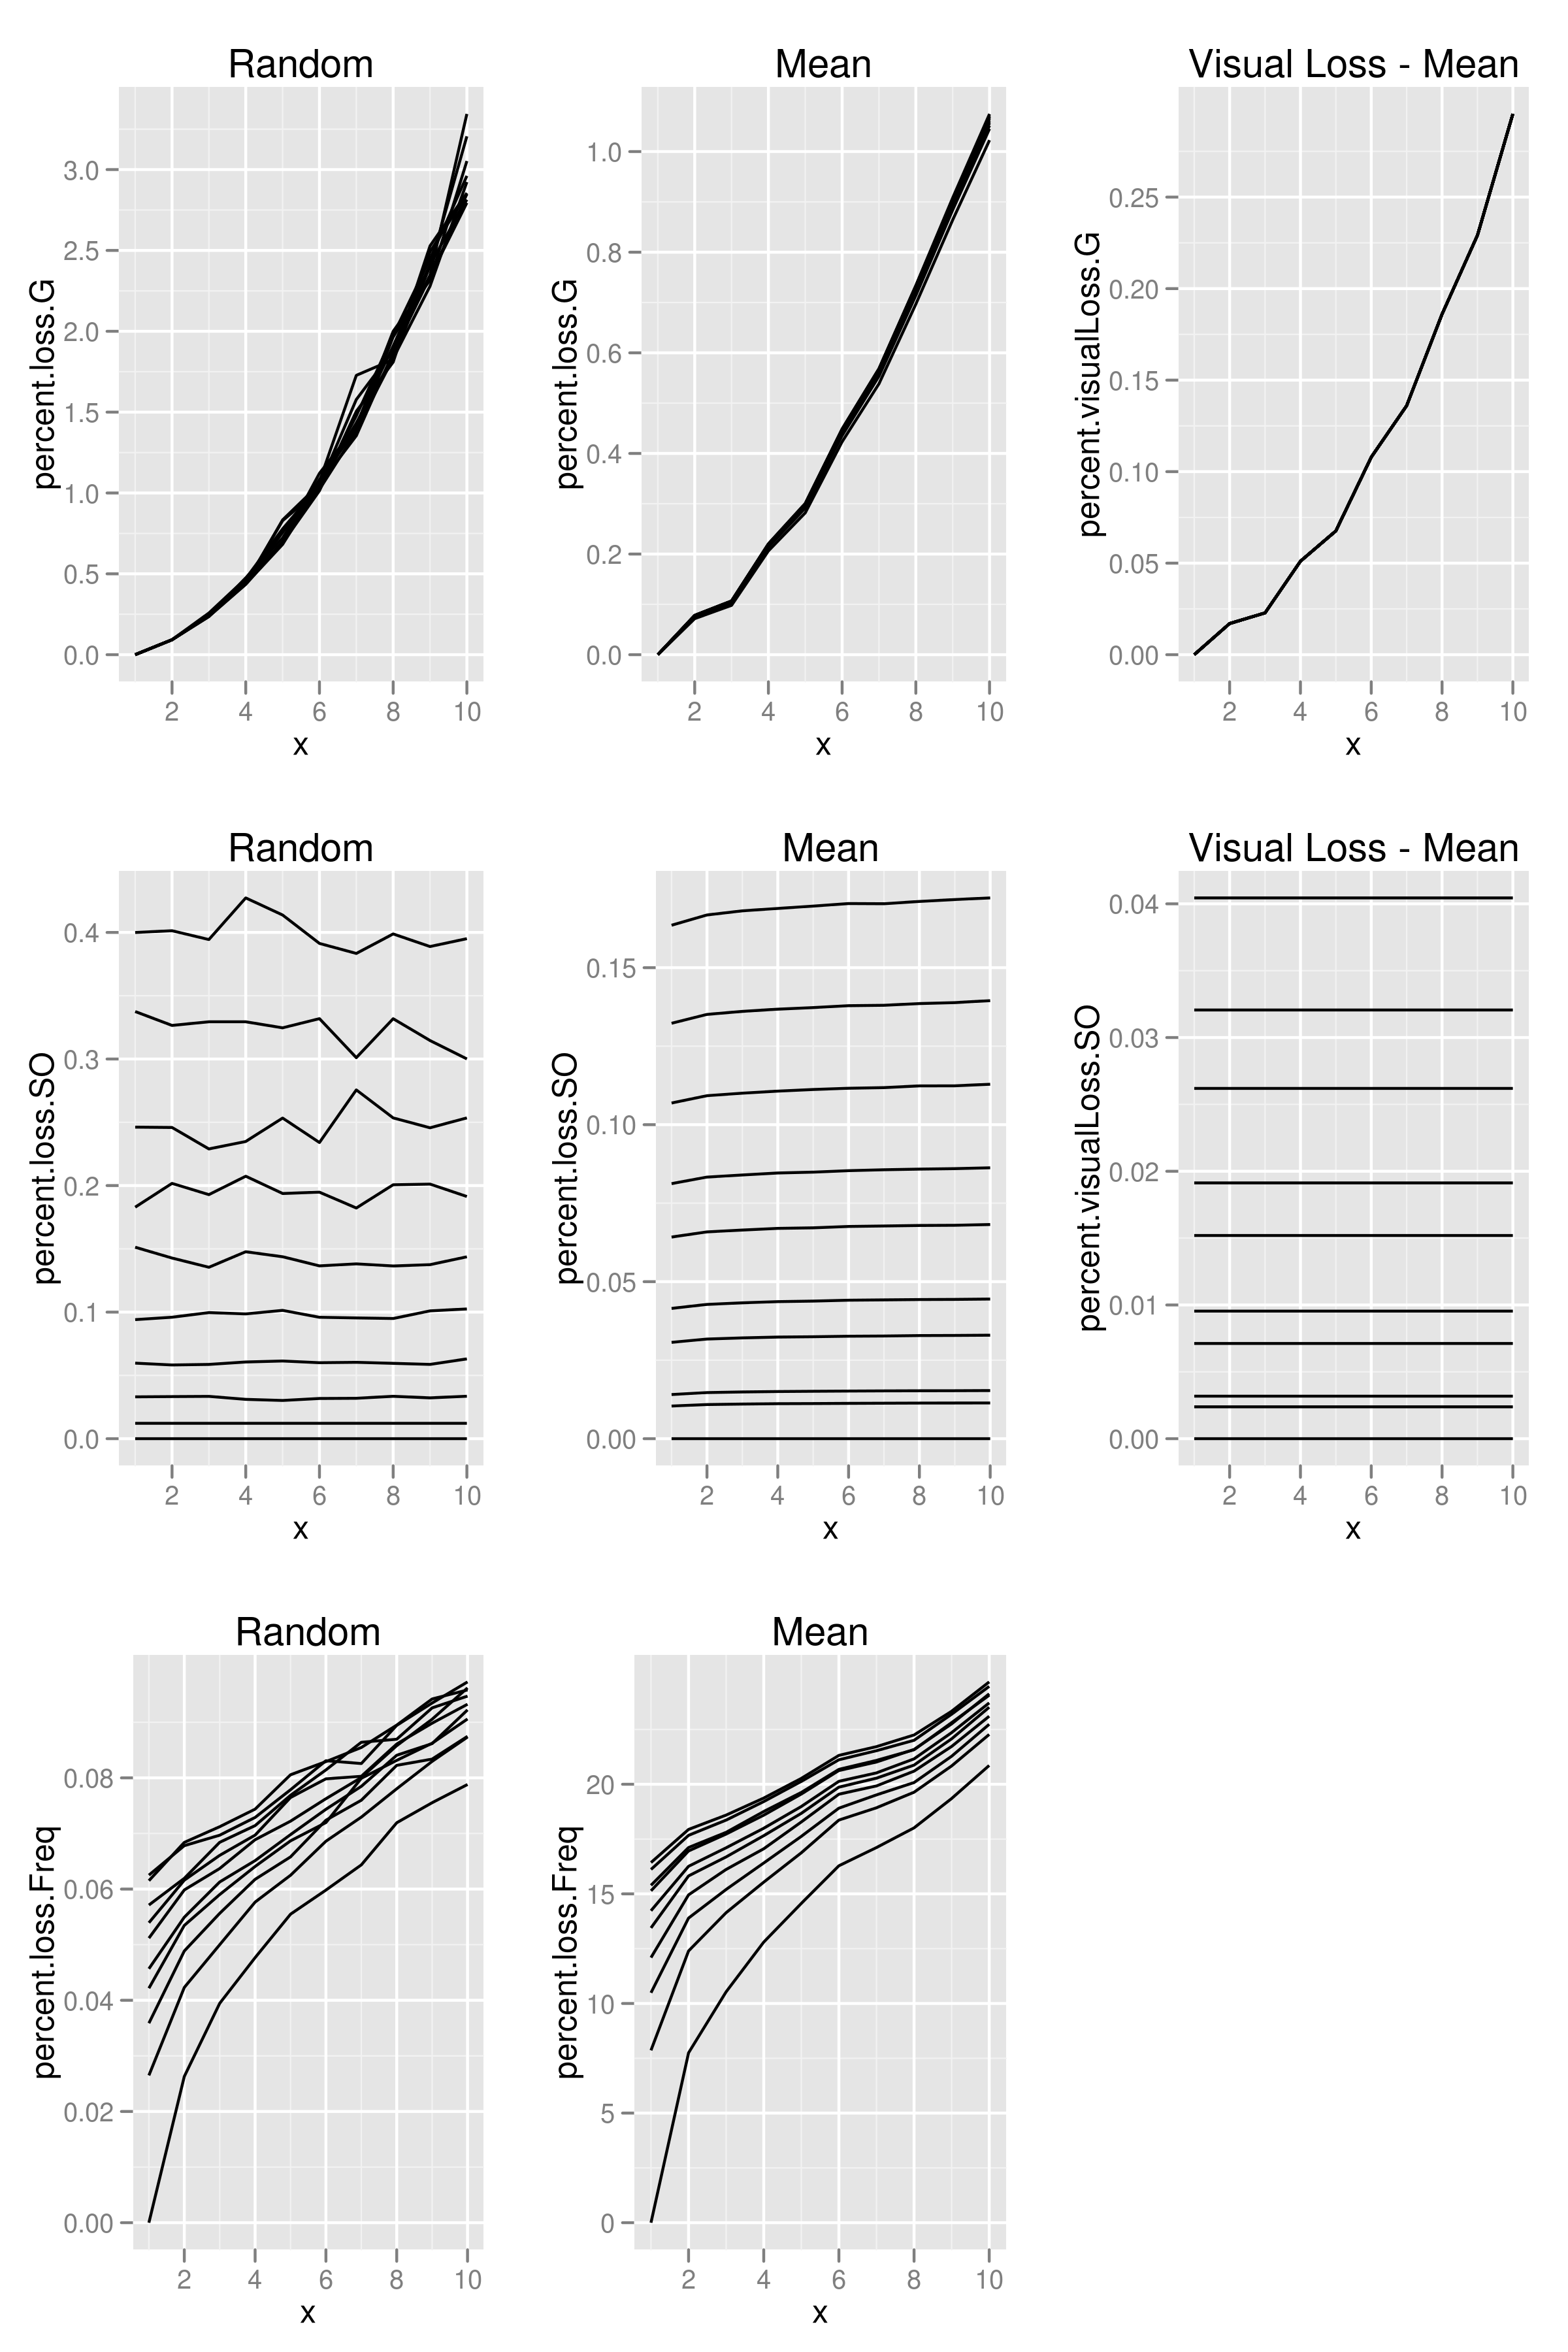 Random
Mean
Visual Loss - Mean
percent.loss.G
3.0
2.5
2.0
1.5
1.0
0.5
0.0
2 4 6 8 10
x
percent.loss.G
1.0
0.8
0.6
0.4
0.2
0.0
2 4 6 8 10
x
percent.visualLoss.G
0.25
0.20
0.15
0.10
0.05
0.00
2 4 6 8 10
x
Random
Mean
Visual Loss - Mean
percent.loss.SO
0.4
0.3
0.2
0.1
0.0
2 4 6 8 10
x
percent.loss.SO
0.15
0.10
0.05
0.00
2 4 6 8 10
x
percent.visualLoss.SO
0.04
0.03
0.02
0.01
0.00
2 4 6 8 10
x
Random
Mean
percent.loss.Freq
0.08
0.06
0.04
0.02
0.00
2 4 6 8 10
x
percent.loss.Freq
20
15
10
5
0
2 4 6 8 10
x